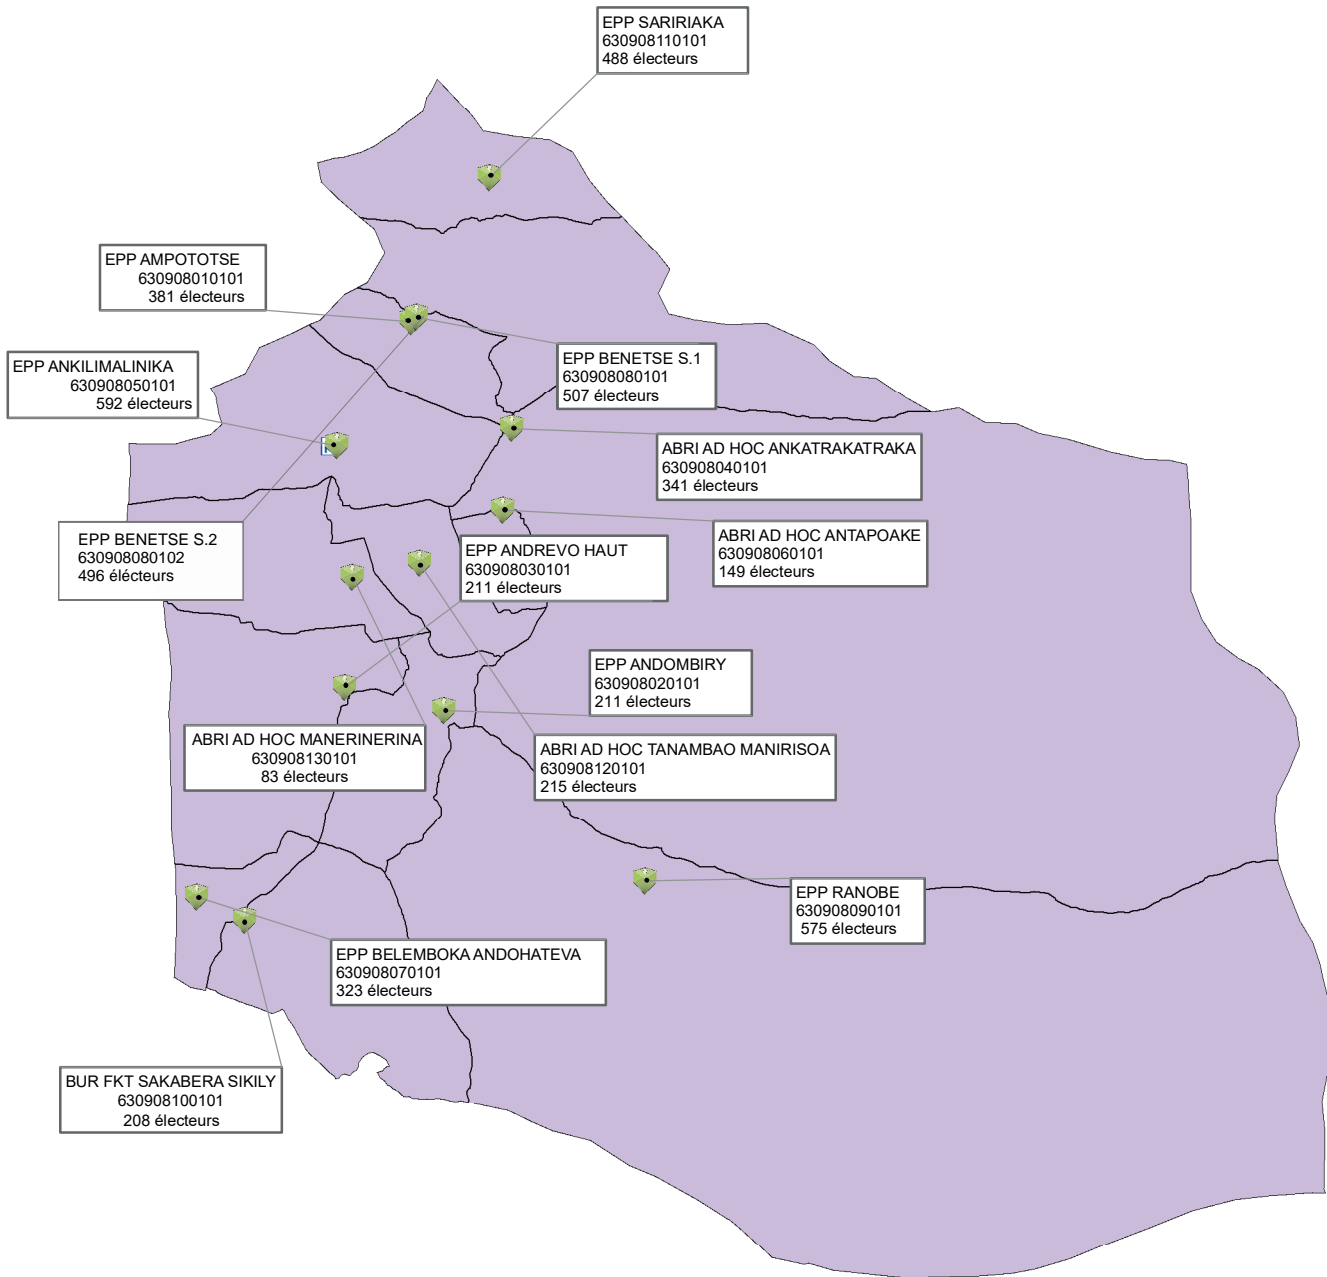 EPP SARIRIAKA
630908110101
488 électeurs
EPP AMPOTOTSE
630908010101
381 électeurs
EPP BENETSE S.1
630908080101
507 électeurs
EPP ANKILIMALINIKA
630908050101
592 électeurs
ABRI AD HOC ANKATRAKATRAKA
630908040101
341 électeurs
EPP BENETSE S.2
630908080102
496 élécteurs
EPP ANDREVO HAUT
630908030101
211 électeurs
ABRI AD HOC ANTAPOAKE
630908060101
149 électeurs
EPP ANDOMBIRY
630908020101
211 électeurs
ABRI AD HOC MANERINERINA
630908130101
83 électeurs
ABRI AD HOC TANAMBAO MANIRISOA
630908120101
215 électeurs
EPP RANOBE
630908090101
575 électeurs
EPP BELEMBOKA ANDOHATEVA
630908070101
323 électeurs
BUR FKT SAKABERA SIKILY
630908100101
208 électeurs